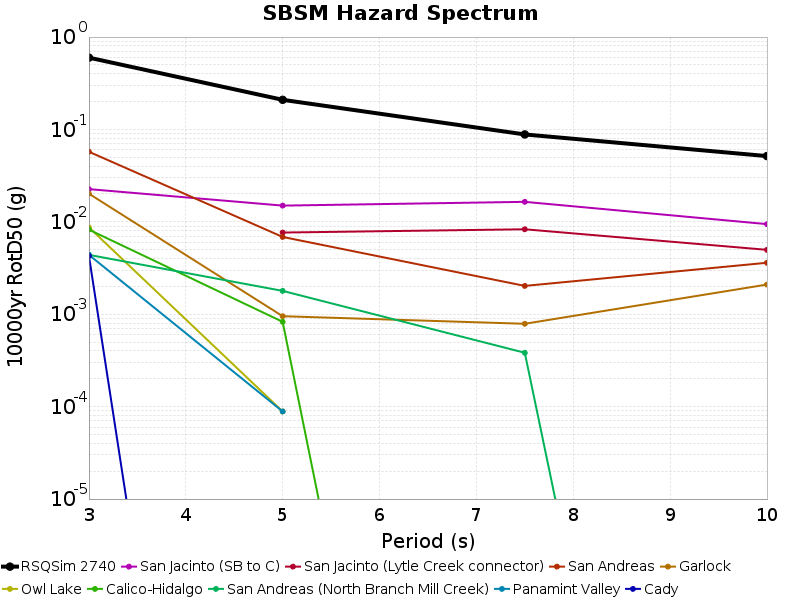 SBSM Hazard Spectrum
10000yr RotD50 (g)
10^0
10^-1
10^-2
10^-3
10^-4
10^-5
3 4 5 6 7 8 9 10
Period (s)
RSQSim 2740 San Jacinto (SB to C) San Jacinto (Lytle Creek connector) San Andreas Garlock
Owl Lake Calico-Hidalgo San Andreas (North Branch Mill Creek) Panamint Valley Cady